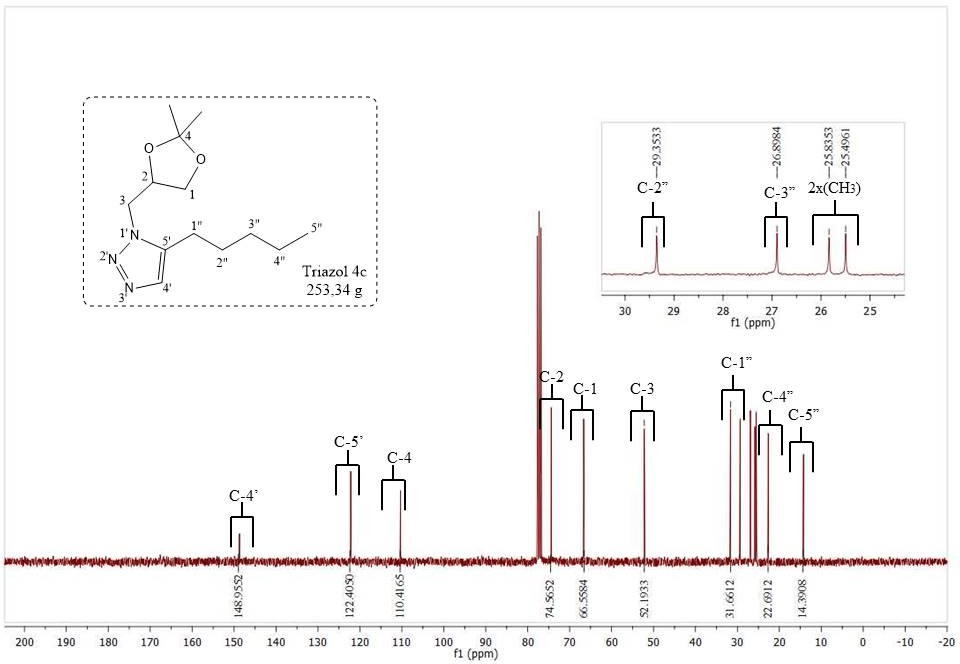 29.3533
26.8984
25.8353
25.4961
C-2”
C-3”
2x(CH3)
30 29 28 27 26 25
f1 (ppm)
4
O
O
2
1
3
1'
N
5'
1''
2''
3''
4''
5''
2'
N
N
3'
4'
Triazol 4c
253,34 g
C-4’
C-5’
C-4
C-2
C-1
C-3
C-1”
C-4”
C-5”
148.9552
122.4050
110.4165
74.5652
66.5584
52.1933
31.6612
22.6912
14.3908
200 190 180 170 160 150 140 130 120 110 100 90 80 70 60 50 40 30 20 10 0 -10 -20
f1 (ppm)